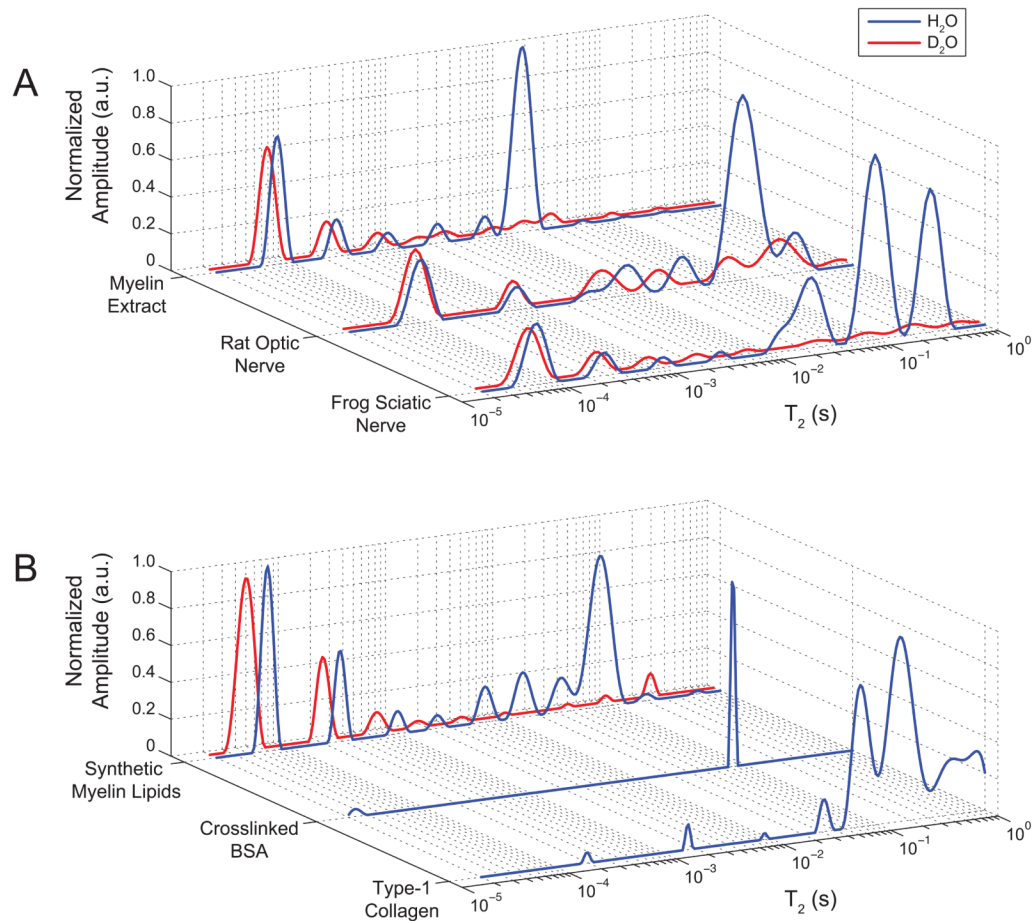 H₂O
D₂O
A
Normalized
Amplitude (a.u.)
1.0
0.8
0.6
0.4
0.2
0
Myelin
Extract
Rat Optic
Nerve
Frog Sciatic
Nerve
10⁻⁵
10⁻⁴
10⁻³
10⁻²
10⁻¹
10⁰
T₂ (s)
B
Normalized
Amplitude (a.u.)
1.0
0.8
0.6
0.4
0.2
0
Synthetic
Myelin Lipids
Crosslinked
BSA
Type-1
Collagen
10⁻⁵
10⁻⁴
10⁻³
10⁻²
10⁻¹
10⁰
T₂ (s)